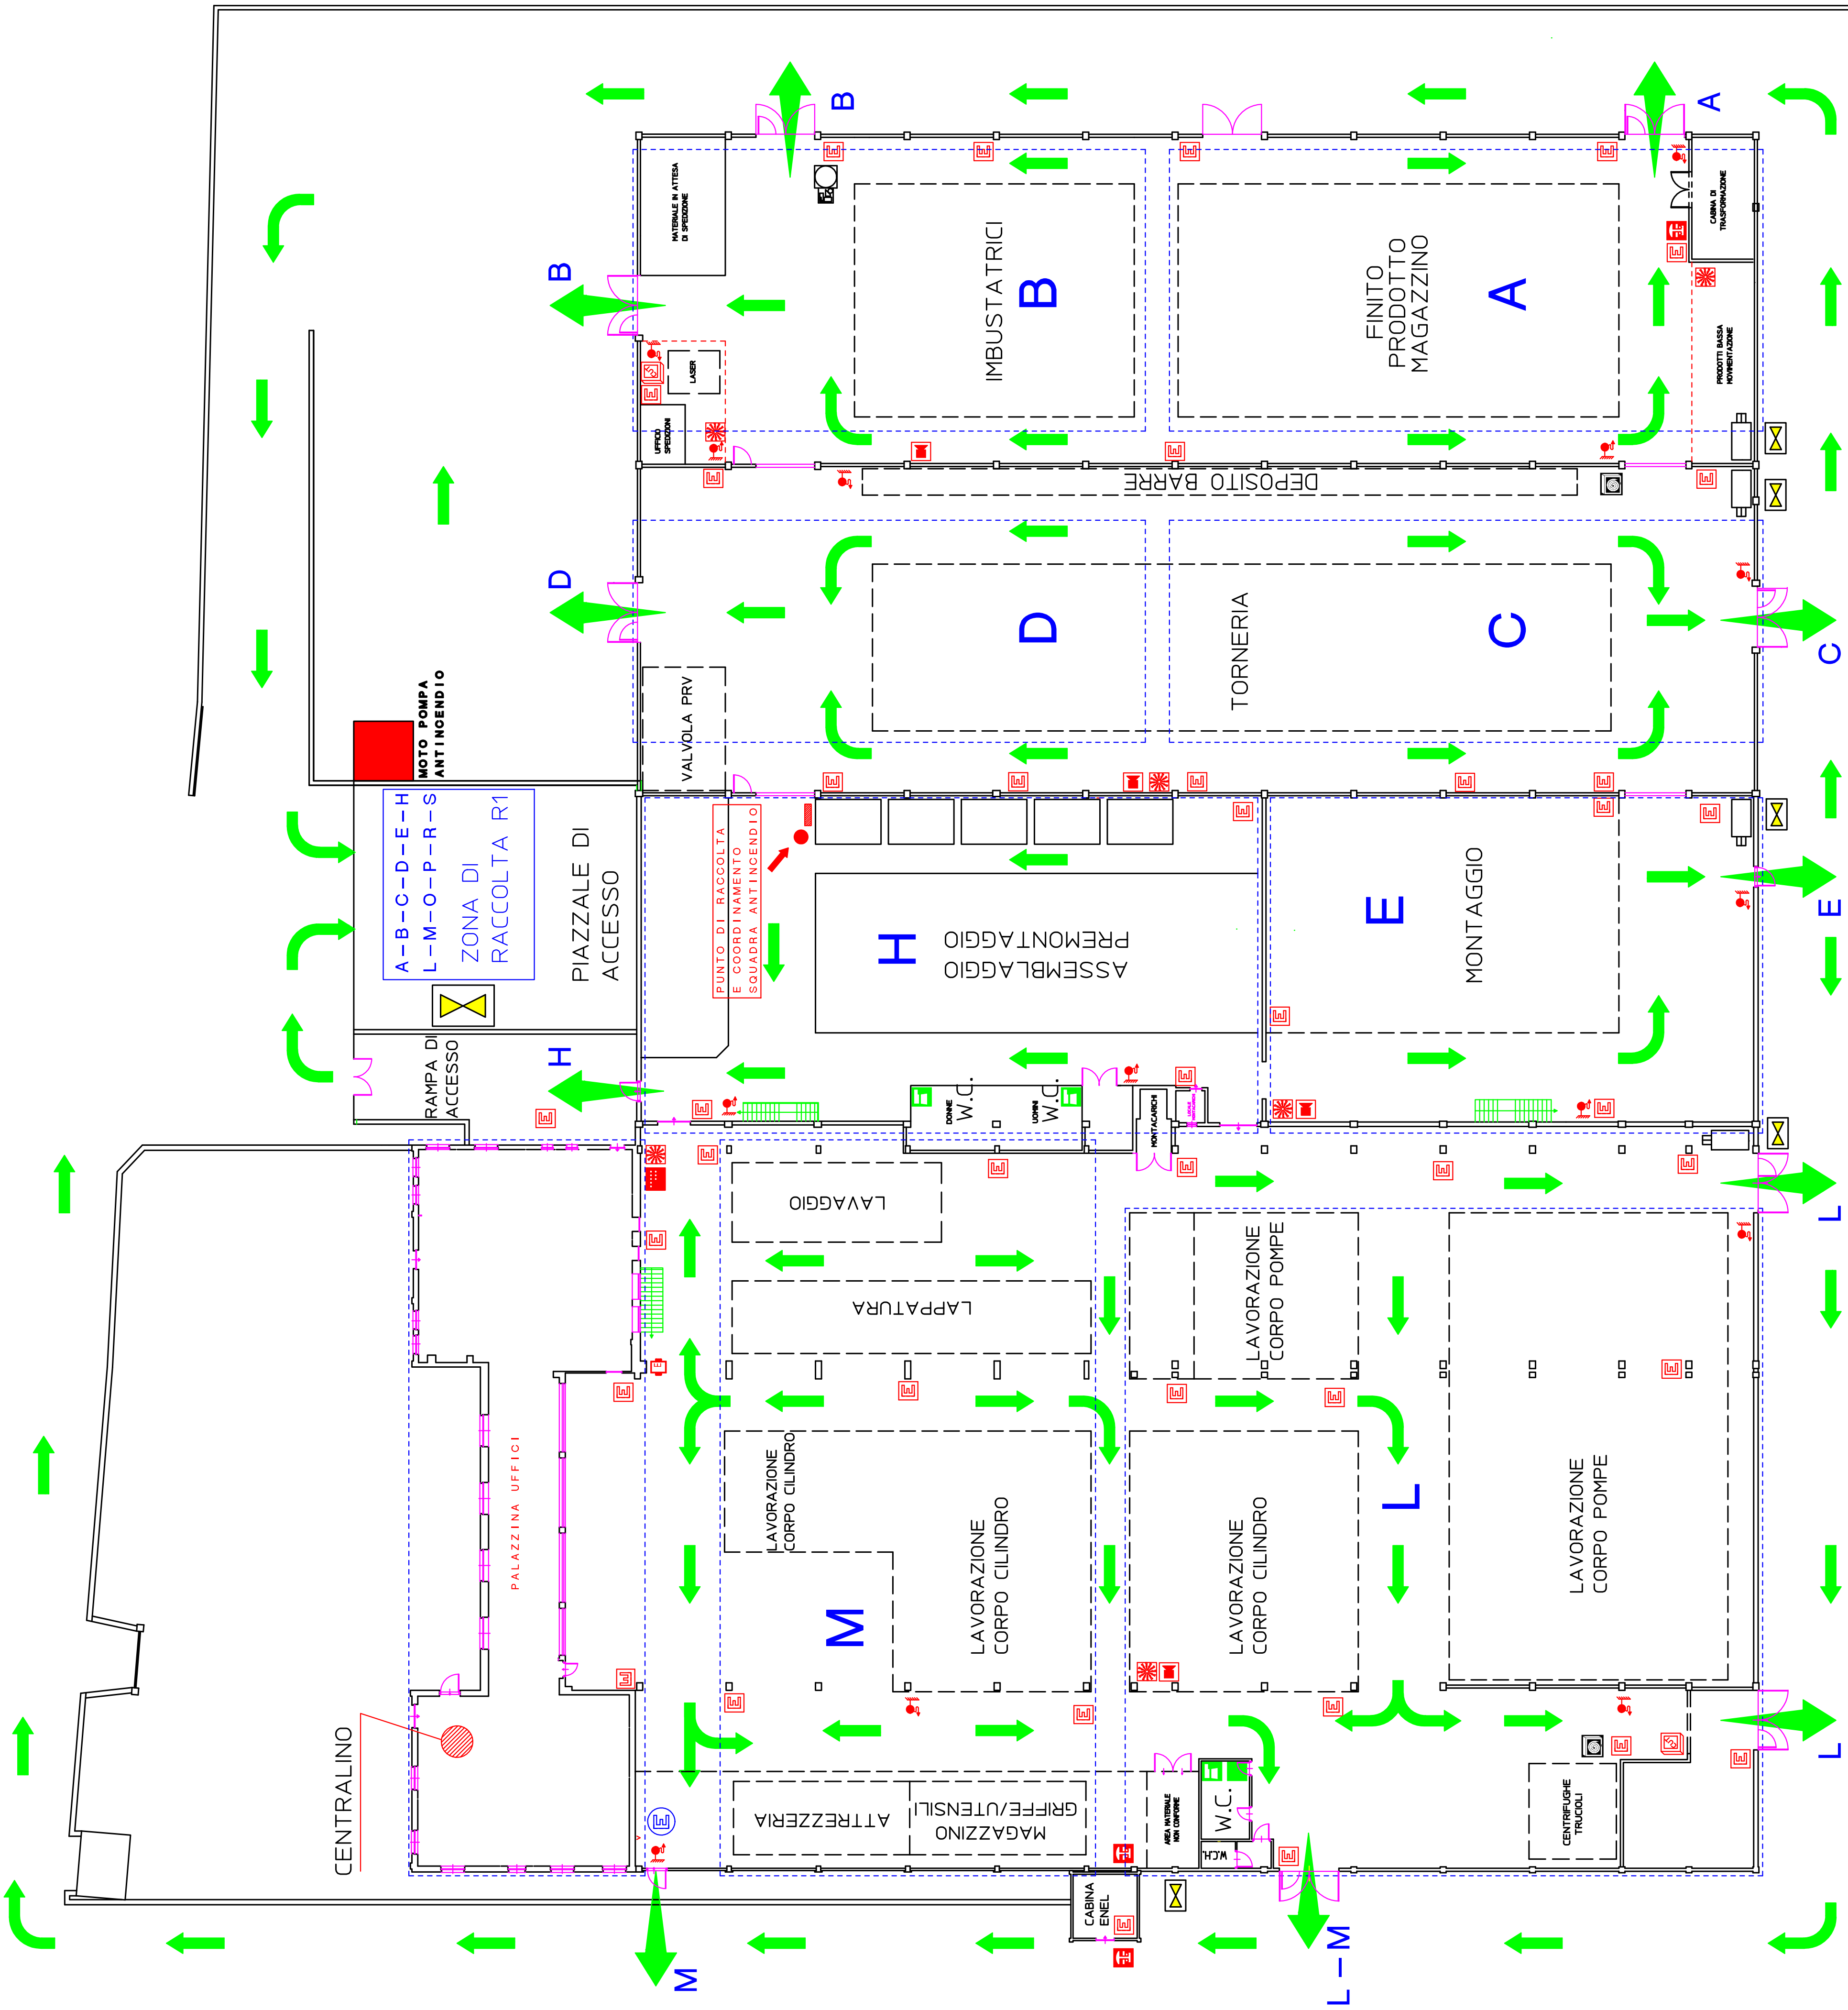 B
A
MATERIALE IN ATTESA
DI SPEDIZIONE
CABINA DI
TRASFORMAZIONE
B
IMBUSTATRICI
B
FINITO
PRODOTTO
MAGAZZINO
A
LASER
PRODOTTI BASSA
MOVIMENTAZIONE
UFFICIO
SPEDIZIONI
DEPOSITO BARRE
D
D
TORNERIA
C
C
MOTO POMPA
ANTINCENDIO
VALVOLA PRV
A-B-C-D-E-H
L-M-O-P-R-S
ZONA DI
RACCOLTA R1
PIAZZALE DI
ACCESSO
PUNTO DI RACCOLTA
E COORDINAMENTO
SQUADRA ANTINCENDIO
H
ASSEMBLAGGIO
PREMONTAGGIO
E
MONTAGGIO
E
RAMPA DI
ACCESSO
H
DONNE
W.C.
UOMINI
W.C.
MONTACARICHI
LAVAGGIO
LAPPATURA
LAVORAZIONE
CORPO POMPE
L
PALAZZINA UFFICI
LAVORAZIONE
CORPO CILINDRO
LAVORAZIONE
CORPO CILINDRO
M
LAVORAZIONE
CORPO CILINDRO
L
LAVORAZIONE
CORPO POMPE
CENTRALINO
ATTREZZERIA
MAGAZZINO
GRIFFE/UTENSILI
AREA MATERIALE
NON CONFORME
W.C.
W.C.H.
CENTRIFUGHE
TRUCIOLI
L
CABINA
ENEL
M
L-M